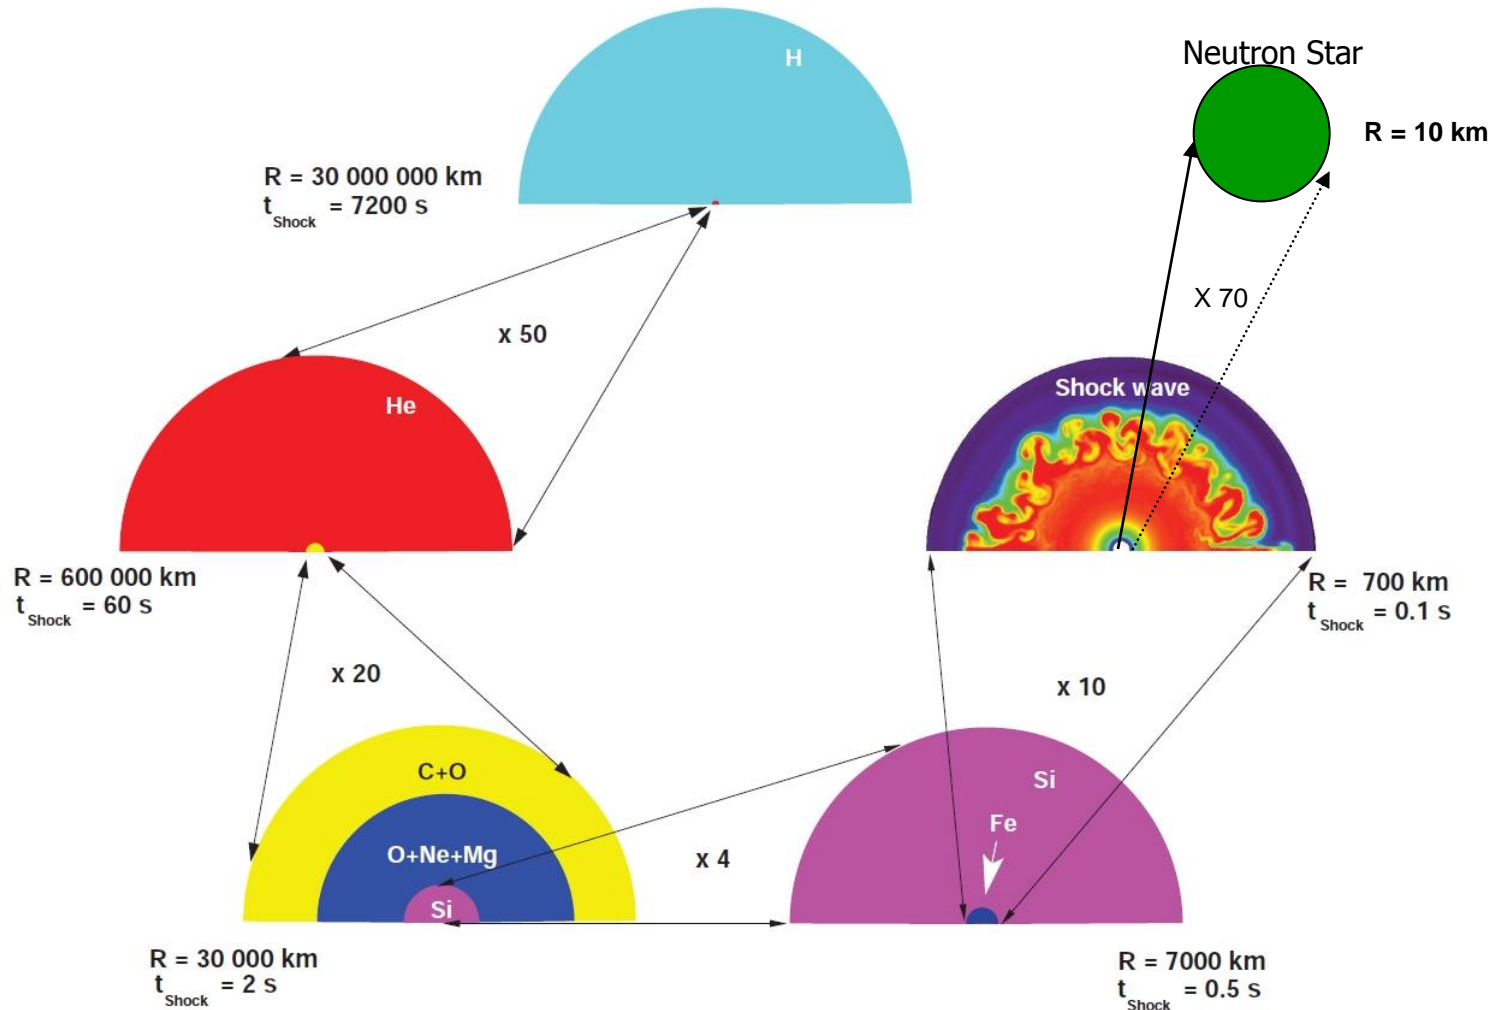 H
R = 30 000 000 km
t Shock = 7200 s
x 50
He
R = 600 000 km
t Shock = 60 s
x 20
C+O
O+Ne+Mg
Si
R = 30 000 km
t Shock = 2 s
x 4
Si
Fe
R = 7000 km
t Shock = 0.5 s
x 10
Shock wave
R = 700 km
t Shock = 0.1 s
X 70
Neutron Star
R = 10 km